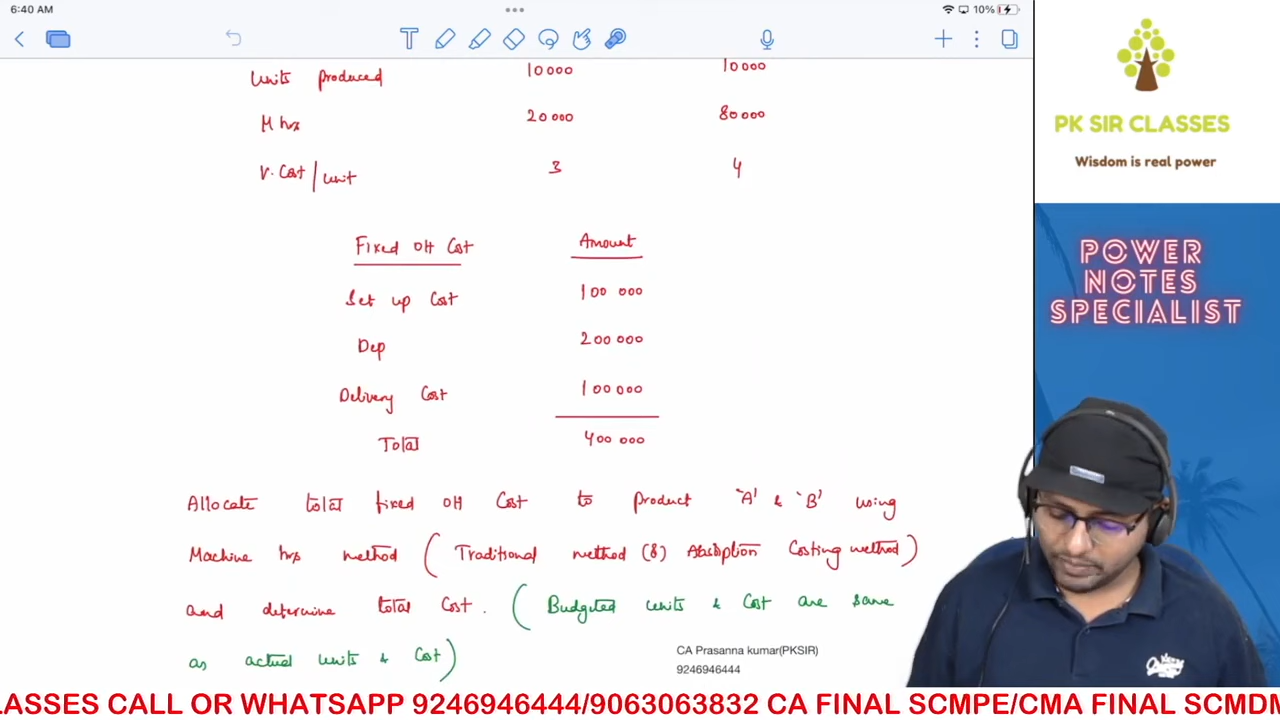 6:40 AM
10%
Units produced 10000 10000
M hrs 20000 80000
V. Cost / unit 3 4
Fixed OH Cost Amount
Set up Cost 100 000
Dep 200 000
Delivery Cost 100 000
Total 400 000
Allocate total fixed OH Cost to product 'A' & 'B' using
Machine hrs method ( Traditional method (8) Absorption Costing method )
and determine total cost. ( Budgeted units & Cost are same
as actual units & Cost )
CA Prasanna kumar(PKSIR)
9246946444
PK SIR CLASSES
Wisdom is real power
POWER
NOTES
SPECIALIST
LASSES CALL OR WHATSAPP 9246946444/9063063832 CA FINAL SCMPE/CMA FINAL SCMDM